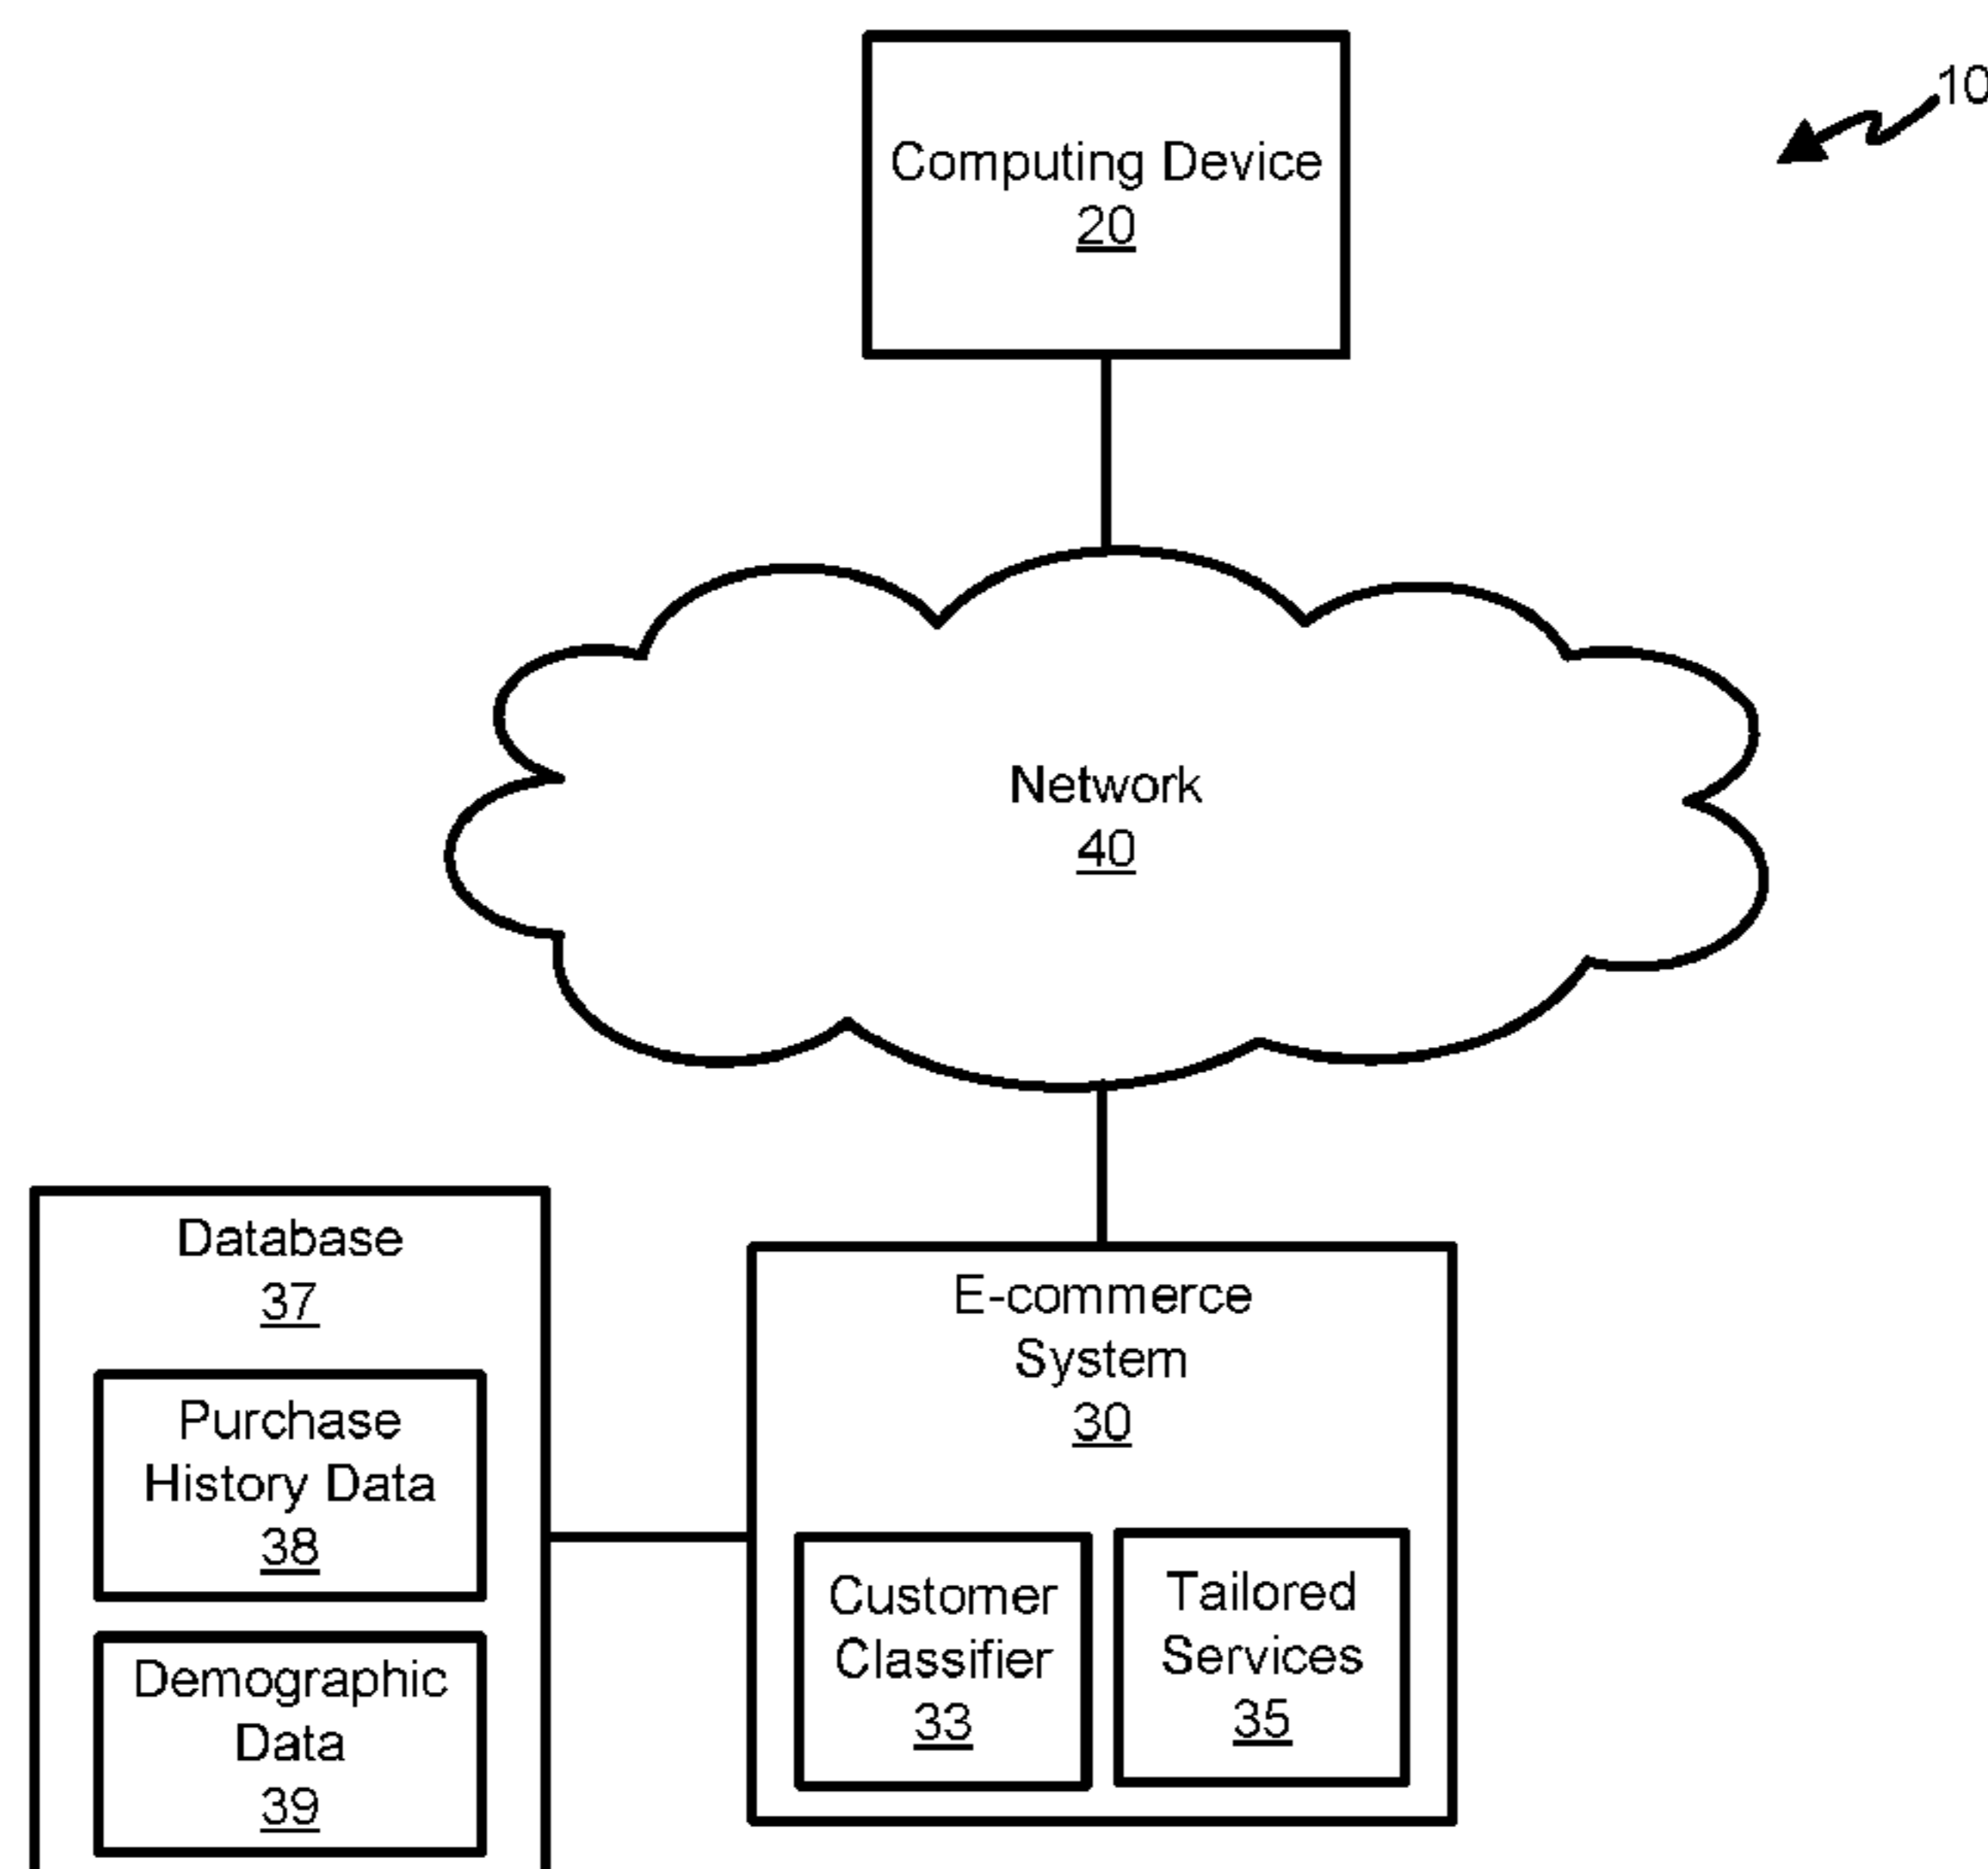 10
Computing Device
20
Network
40
Database
37
Purchase
History Data
38
Demographic
Data
39
E-commerce
System
30
Customer
Classifier
33
Tailored
Services
35